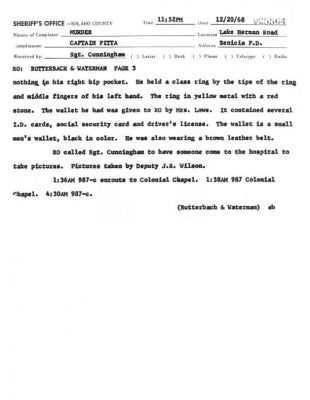 SHERIFF'S OFFICE —SOLANO COUNTY Time 11:52PM Date 12/20/68
Name of Complaint MURDER Location Lake Herman Road
Complainant CAPTAIN PITTA Address Benicia P.D.
Received by: Sgt. Cunningham ( ) Letter ( ) Desk ( ) Phone ( ) Teletype ( ) Radio
RO: BUTTERBACH & WATERMAN PAGE 3
nothing in his right hip pocket. He held a class ring by the tips of the ring
and middle fingers of his left hand. The ring in yellow metal with a red
stone. The wallet he had was given to RO by Mrs. Lowe. It contained several
I.D. cards, social security card and driver's license. The wallet is a small
men's wallet, black in color. He was also wearing a brown leather belt.
RO called Sgt. Cunningham to have someone come to the hospital to
take pictures. Pictures taken by Deputy J.R. Wilson.
1:36AM 987-c enroute to Colonial Chapel. 1:38AM 987 Colonial
Chapel. 4:30AM 987-c.
(Butterbach & Waterman) ab